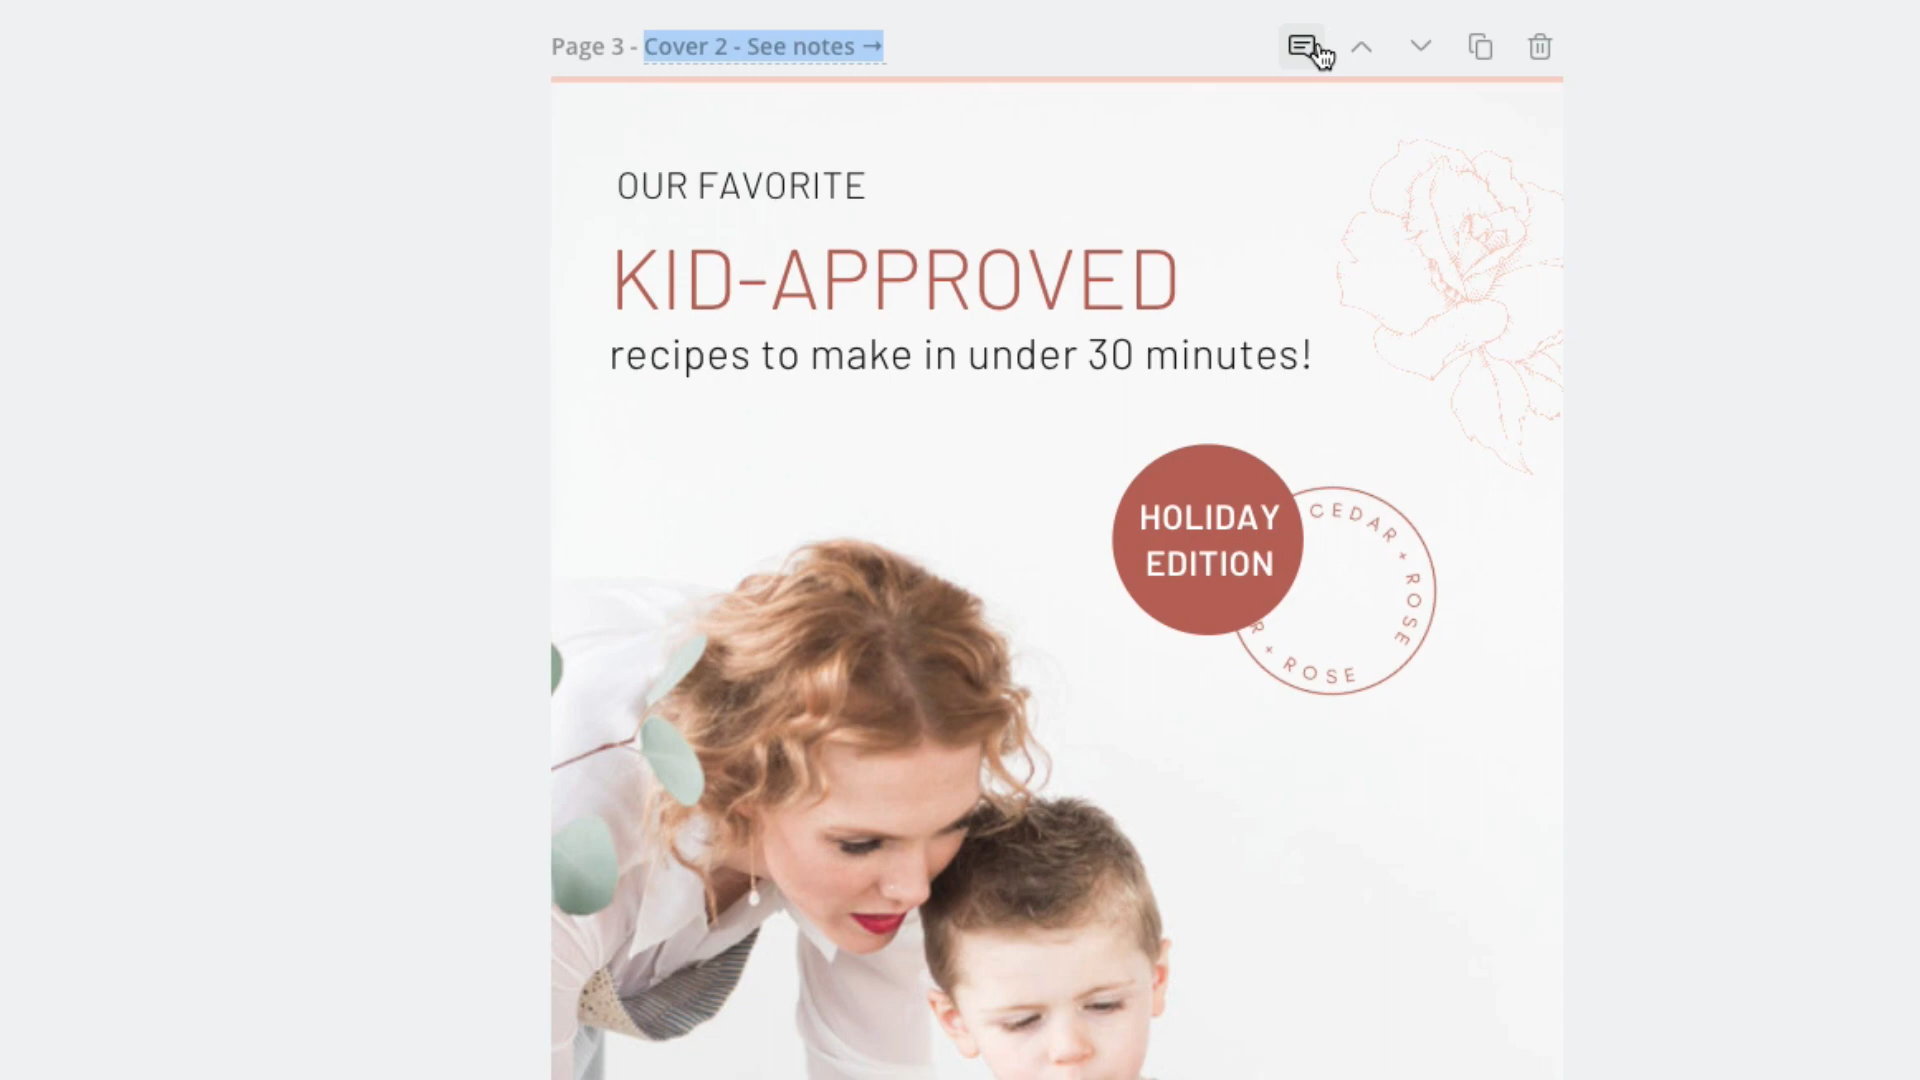 Page 3 - Cover 2 - See notes →
OUR FAVORITE
KID-APPROVED
recipes to make in under 30 minutes!
HOLIDAY
EDITION
CEDAR + ROSE
R + ROSE